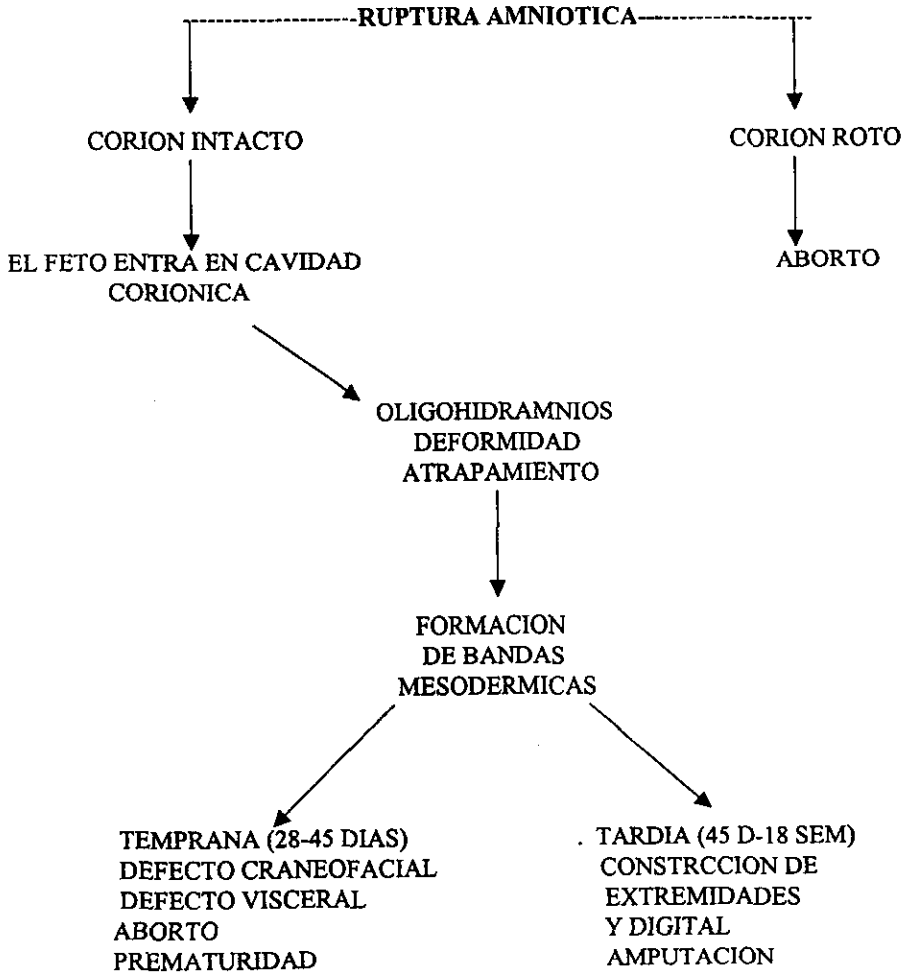 RUPTURA AMNIOTICA
CORION INTACTO
CORION ROTO
EL FETO ENTRA EN CAVIDAD
CORIONICA
ABORTO
OLIGOHIDRAMNIOS
DEFORMIDAD
ATRAPAMIENTO
FORMACION
DE BANDAS
MESODERMICAS
TEMPRANA (28-45 DIAS)
DEFECTO CRANEOFACIAL
DEFECTO VISCERAL
ABORTO
PREMATURIDAD
. TARDIA (45 D-18 SEM)
CONSTRCCION DE
EXTREMIDADES
Y DIGITAL
AMPUTACION